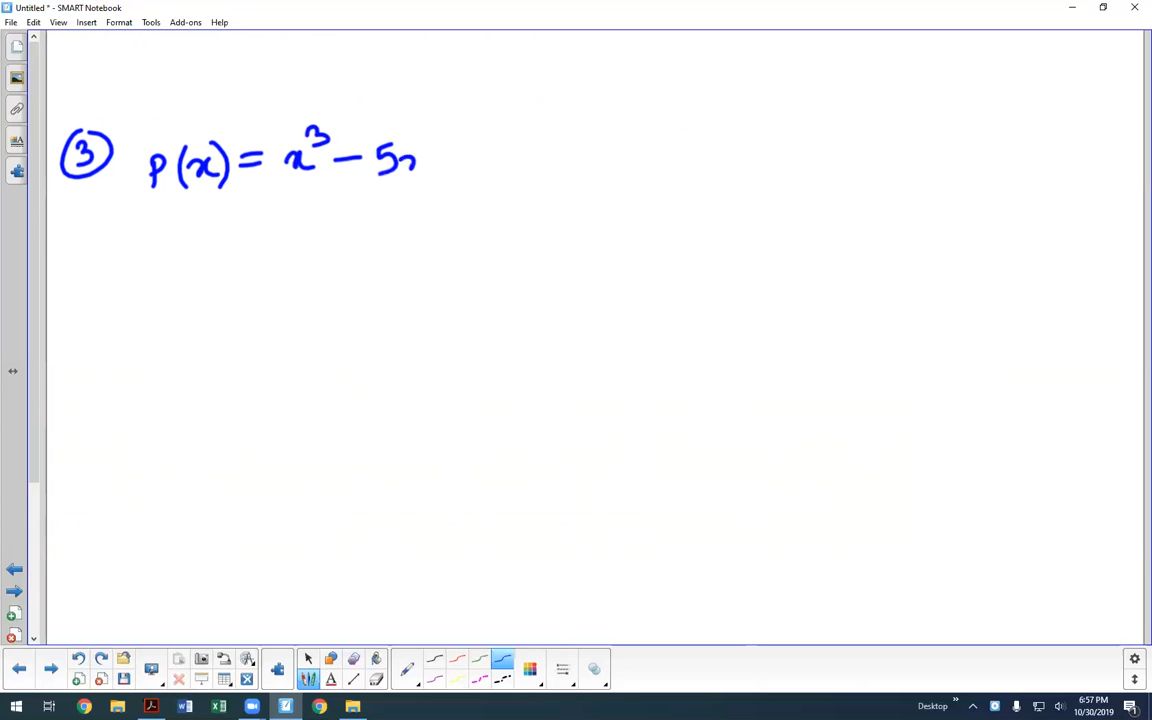 Untitled * - SMART Notebook
File Edit View Insert Format Tools Add-ons Help
③ P(x) = x³ - 5
Desktop
6:57 PM
10/30/2019